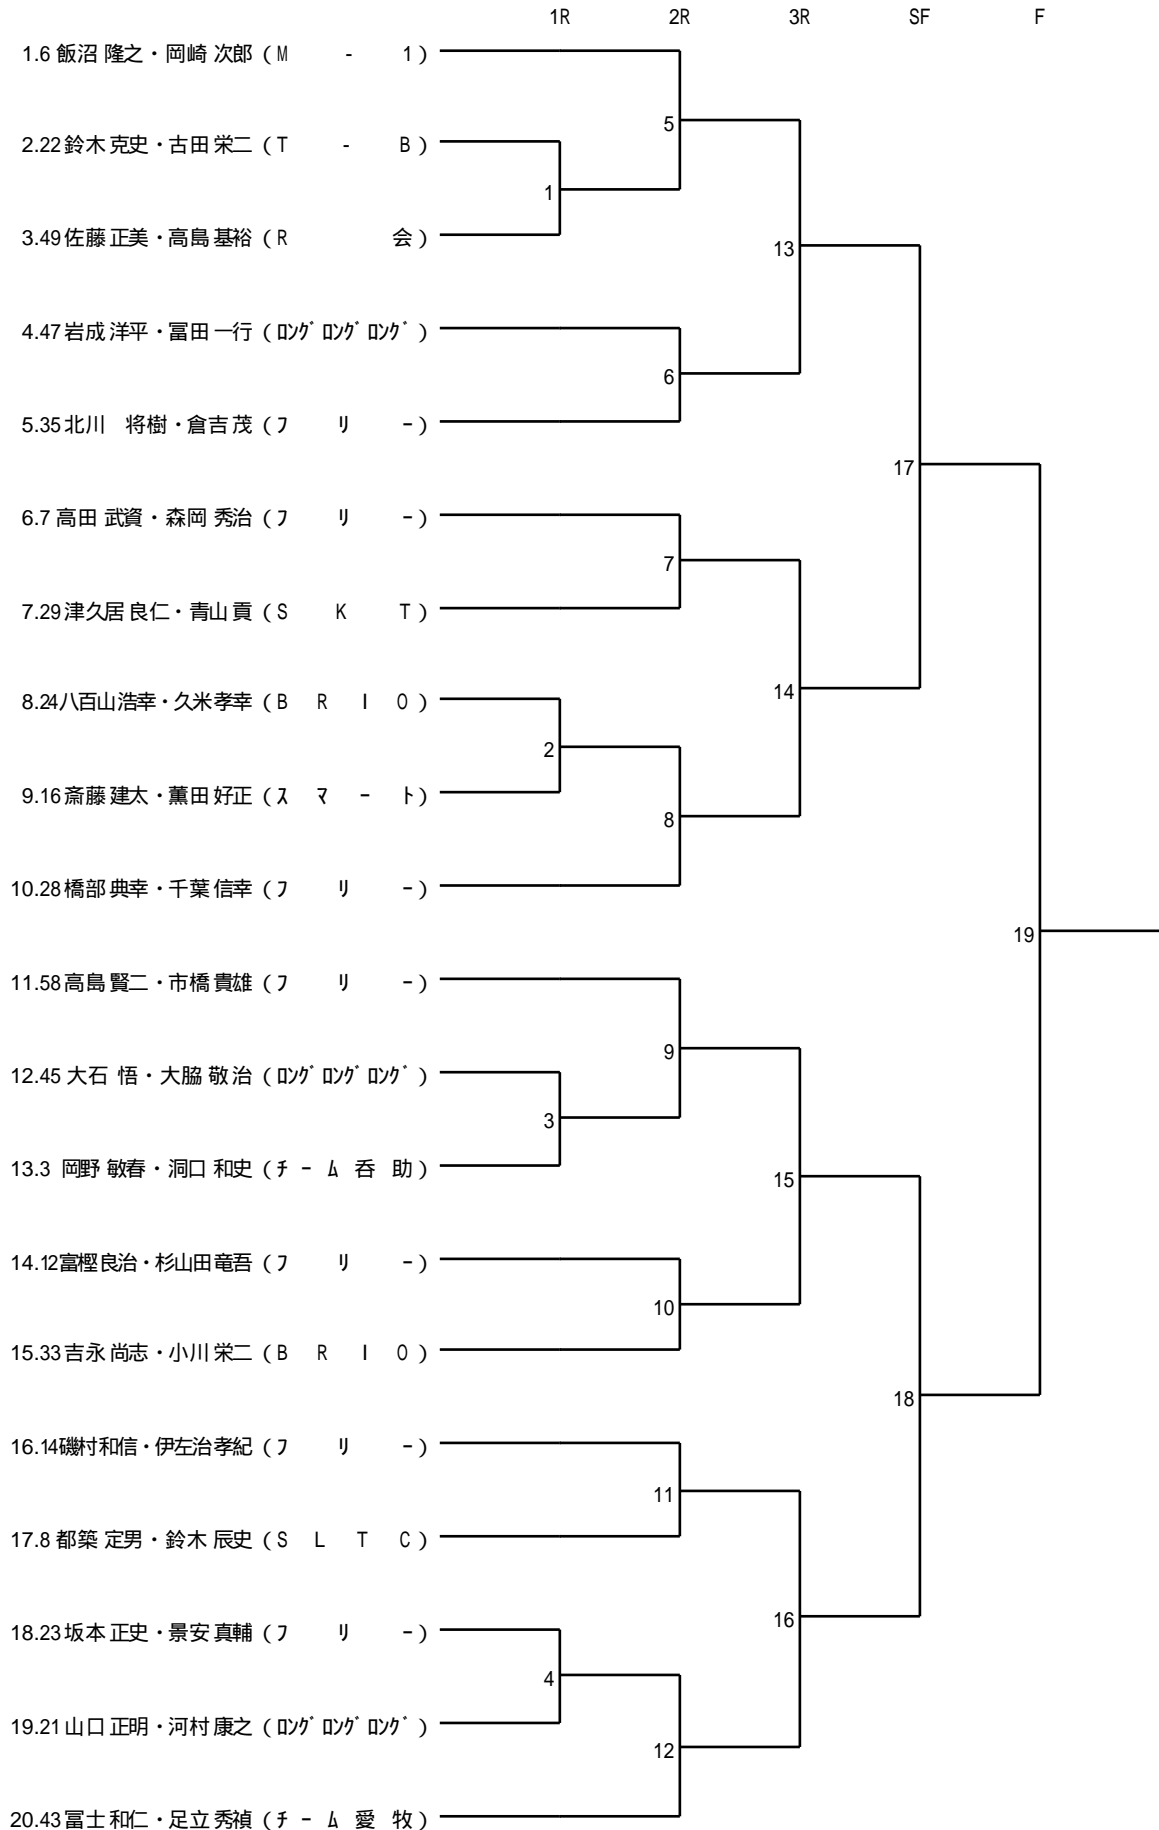 1R 2R 3R SF F
1.6 飯沼 隆之・岡崎 次郎 (M - 1)
5
2.22 鈴木 克史・古田 栄二 (T - B)
1
3.49 佐藤 正美・高島 基裕 (R 会)
13
4.47 岩成 洋平・冨田 一行 (ﾛﾝｸﾞﾛﾝｸﾞﾛﾝｸﾞ)
6
5.35 北川 将樹・倉吉 茂 (ﾌ ﾘ ｰ)
17
6.7 高田 武資・森岡 秀治 (ﾌ ﾘ ｰ)
7
7.29 津久居 良仁・青山 貢 (S K T)
14
8.24 八百山浩幸・久米孝幸 (B R I O)
2
9.16 斎藤 建太・薫田 好正 (ｽ ﾏ ｰ ﾄ)
8
10.28 橋部 典幸・千葉 信幸 (ﾌ ﾘ ｰ)
19
11.58 高島 賢二・市橋 貴雄 (ﾌ ﾘ ｰ)
9
12.45 大石 悟・大脇 敬治 (ﾛﾝｸﾞﾛﾝｸﾞﾛﾝｸﾞ)
3
13.3 岡野 敏春・洞口 和史 (ﾁ ｰ ﾑ 呑 助)
15
14.12 富樫良治・杉山田竜吾 (ﾌ ﾘ ｰ)
10
15.33 吉永 尚志・小川 栄二 (B R I O)
18
16.14 磯村和信・伊左治孝紀 (ﾌ ﾘ ｰ)
11
17.8 都築 定男・鈴木 辰史 (S L T C)
16
18.23 坂本 正史・景安 真輔 (ﾌ ﾘ ｰ)
4
19.21 山口 正明・河村 康之 (ﾛﾝｸﾞﾛﾝｸﾞﾛﾝｸﾞ)
12
20.43 冨士 和仁・足立 秀禎 (ﾁ ｰ ﾑ 愛 牧)